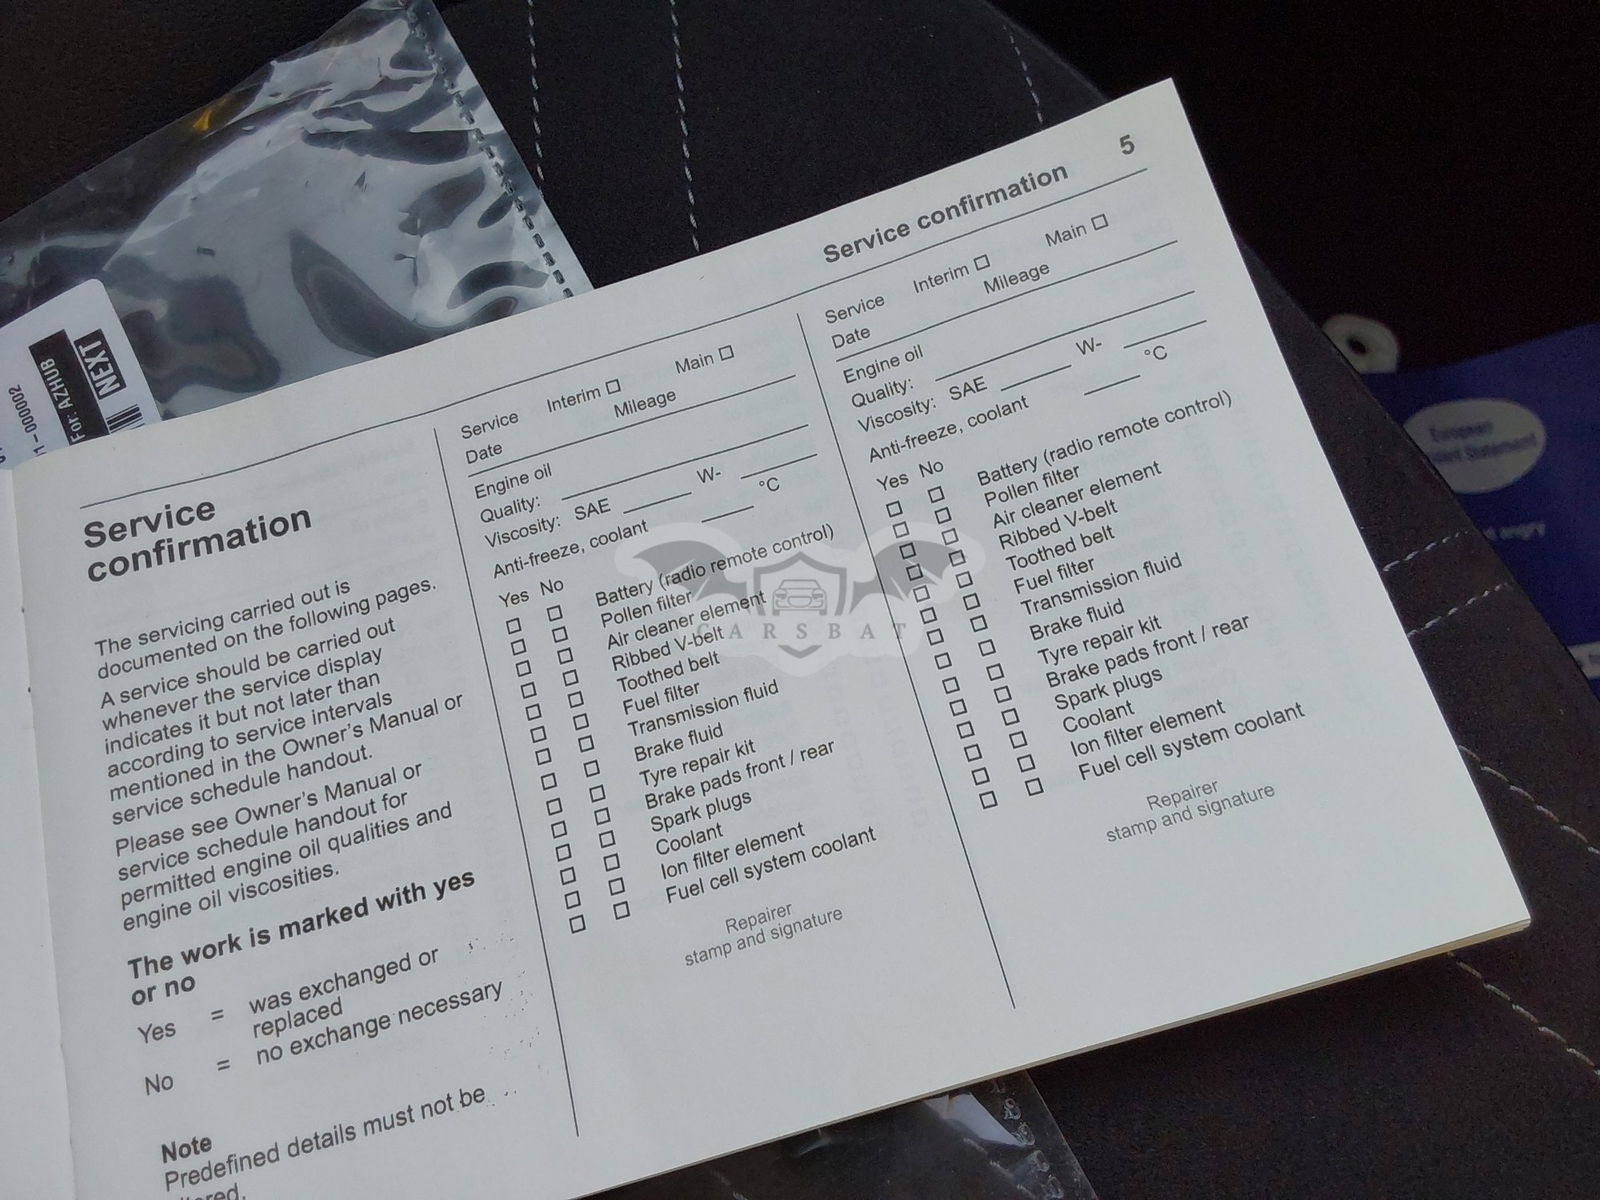 NEXT
For: AZHUB
1-000002
5
Service confirmation
Service
confirmation
The servicing carried out is
documented on the following pages.
A service should be carried out
whenever the service display
indicates it but not later than
according to service intervals
mentioned in the Owner's Manual or
service schedule handout.
Please see Owner's Manual or
service schedule handout for
permitted engine oil qualities and
engine oil viscosities.
The work is marked with yes
or no
Yes = was exchanged or
replaced
No = no exchange necessary
Note
Predefined details must not be
Service Interim □ Main □
Date Mileage
Engine oil
Quality:
Viscosity: SAE W-
Anti-freeze, coolant °C
Yes No
Battery (radio remote control)
Pollen filter
Air cleaner element
Ribbed V-belt
Toothed belt
Fuel filter
Transmission fluid
Brake fluid
Tyre repair kit
Brake pads front / rear
Spark plugs
Coolant
Ion filter element
Fuel cell system coolant
Repairer
stamp and signature
Service Interim □ Main □
Date Mileage
Engine oil
Quality:
Viscosity: SAE W-
Anti-freeze, coolant °C
Yes No
Battery (radio remote control)
Pollen filter
Air cleaner element
Ribbed V-belt
Toothed belt
Fuel filter
Transmission fluid
Brake fluid
Tyre repair kit
Brake pads front / rear
Spark plugs
Coolant
Ion filter element
Fuel cell system coolant
Repairer
stamp and signature
CARSBAT
European
Statement